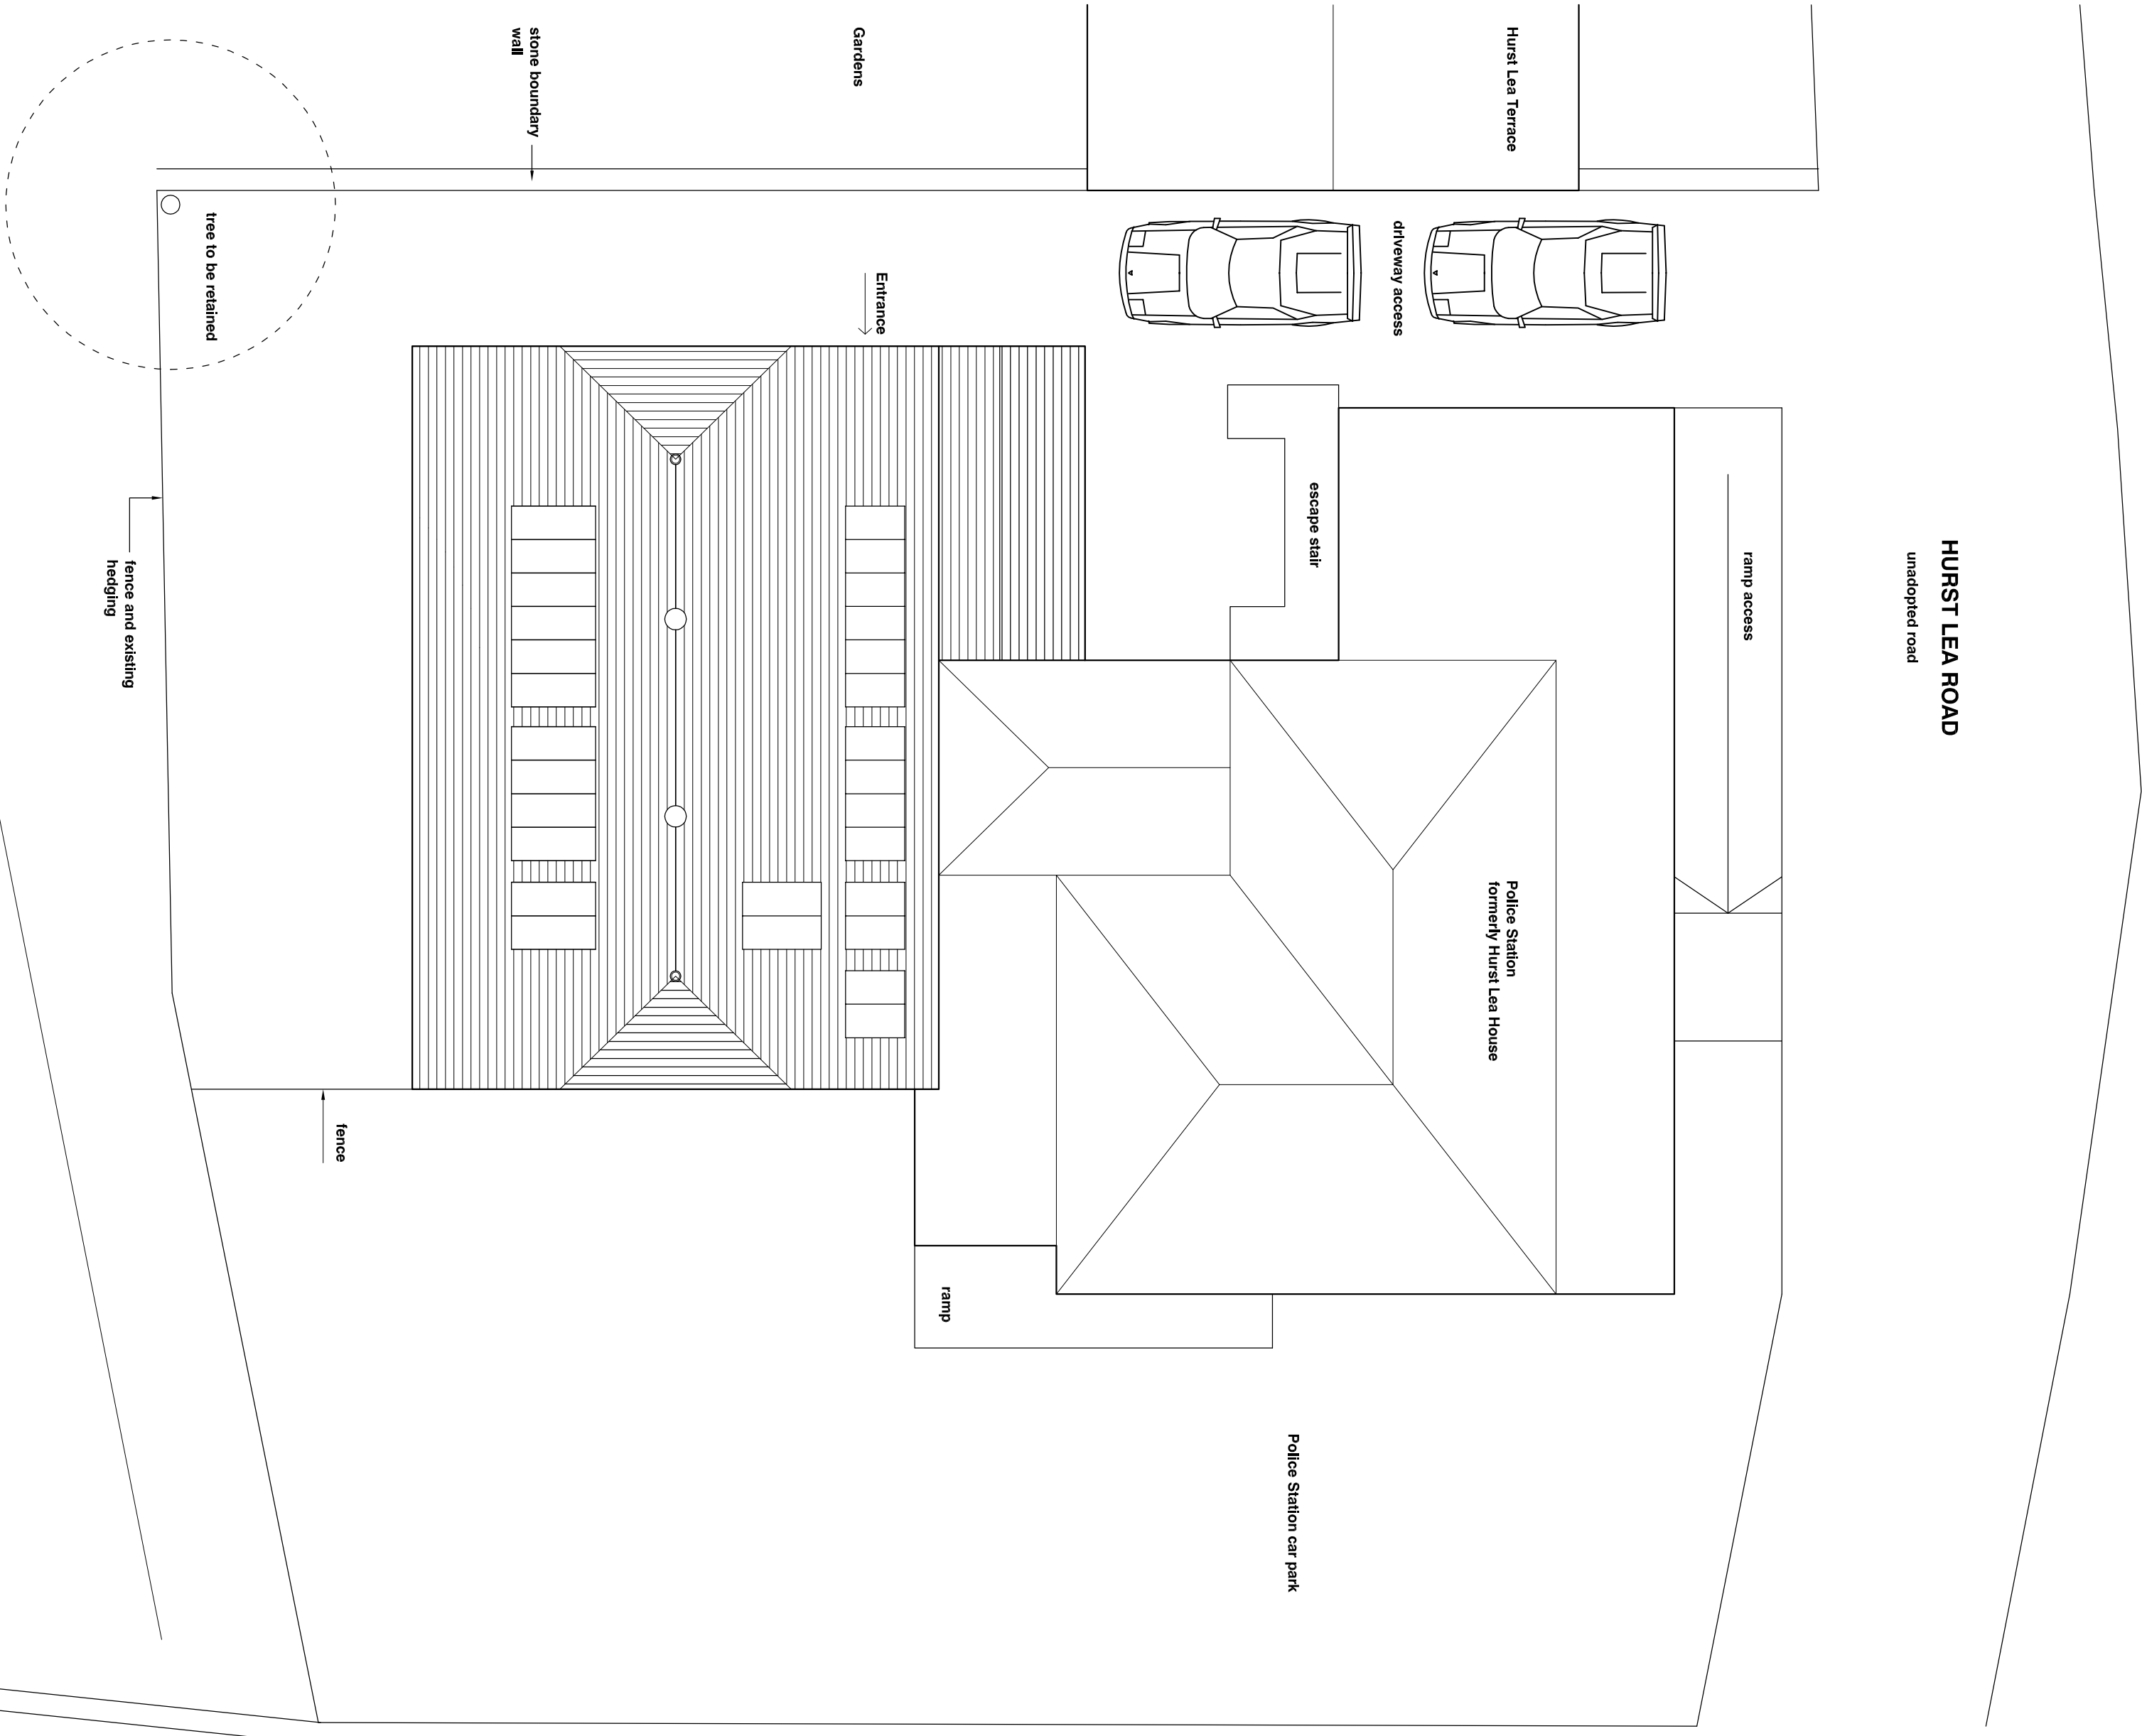 HURST LEA ROAD
unadopted road
ramp access
Hurst Lea Terrace
Police Station
formerly Hurst Lea House
driveway access
escape stair
Police Station car park
ramp
Entrance
Gardens
stone boundary
wall
fence
tree to be retained
fence and existing
hedging